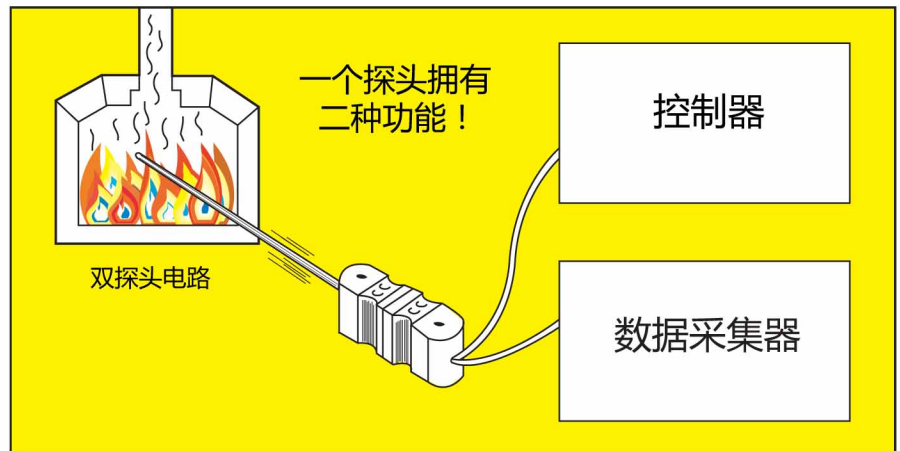 一个探头拥有
二种功能！
控制器
双探头电路
数据采集器